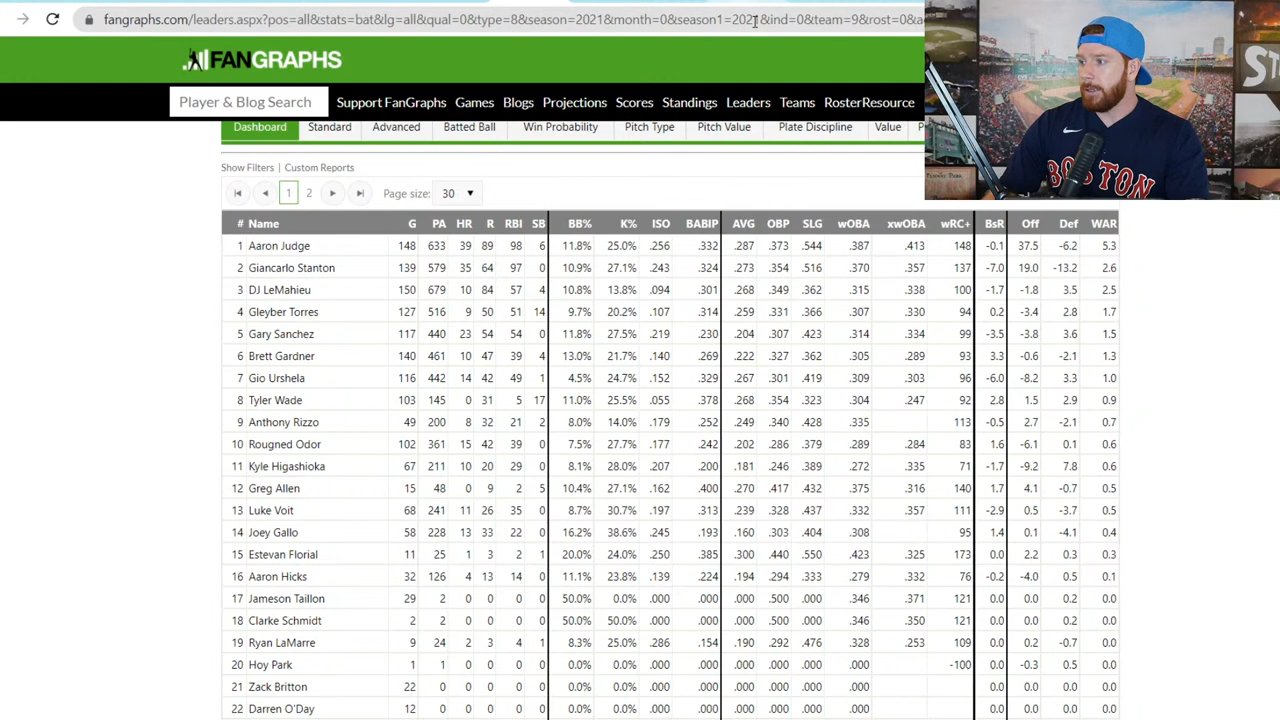 fangraphs.com/leaders.aspx?pos=all&stats=bat&lg=all&qual=0&type=8&season=2021&month=0&season1=2021&ind=0&team=9&rost=0&a
FANGRAPHS
Player & Blog Search Support FanGraphs Games Blogs Projections Scores Standings Leaders Teams RosterResource
Dashboard Standard Advanced Batted Ball Win Probability Pitch Type Pitch Value Plate Discipline Value
Show Filters | Custom Reports
1 2 Page size: 30
# Name G PA HR R RBI SB BB% K% ISO BABIP AVG OBP SLG wOBA xwOBA wRC+ BsR Off Def WAR
1 Aaron Judge 148 633 39 89 98 6 11.8% 25.0% .256 .332 .287 .373 .544 .387 .413 148 -0.1 37.5 -6.2 5.3
2 Giancarlo Stanton 139 579 35 64 97 0 10.9% 27.1% .243 .324 .273 .354 .516 .370 .357 137 -7.0 19.0 -13.2 2.6
3 DJ LeMahieu 150 679 10 84 57 4 10.8% 13.8% .094 .301 .268 .349 .362 .315 .338 100 -1.7 -1.8 3.5 2.5
4 Gleyber Torres 127 516 9 50 51 14 9.7% 20.2% .107 .314 .259 .331 .366 .307 .330 94 0.2 -3.4 2.8 1.7
5 Gary Sanchez 117 440 23 54 54 0 11.8% 27.5% .219 .230 .204 .307 .423 .314 .334 99 -3.5 -3.8 3.6 1.5
6 Brett Gardner 140 461 10 47 39 4 13.0% 21.7% .140 .269 .222 .327 .362 .305 .289 93 3.3 -0.6 -2.1 1.3
7 Gio Urshela 116 442 14 42 49 1 4.5% 24.7% .152 .329 .267 .301 .419 .309 .303 96 -6.0 -8.2 3.3 1.0
8 Tyler Wade 103 145 0 31 5 17 11.0% 25.5% .055 .378 .268 .354 .323 .304 .247 92 2.8 1.5 2.9 0.9
9 Anthony Rizzo 49 200 8 32 21 2 8.0% 14.0% .179 .252 .249 .340 .428 .335 113 -0.5 2.7 -2.1 0.7
10 Rougned Odor 102 361 15 42 39 0 7.5% 27.7% .177 .242 .202 .286 .379 .289 .284 83 1.6 -6.1 0.1 0.6
11 Kyle Higashioka 67 211 10 20 29 0 8.1% 28.0% .207 .200 .181 .246 .389 .272 .335 71 -1.7 -9.2 7.8 0.6
12 Greg Allen 15 48 0 9 2 5 10.4% 27.1% .162 .400 .270 .417 .432 .375 .316 140 1.7 4.1 -0.7 0.5
13 Luke Voit 68 241 11 26 35 0 8.7% 30.7% .197 .313 .239 .328 .437 .332 .357 111 -2.9 0.5 -3.7 0.5
14 Joey Gallo 58 228 13 33 22 0 16.2% 38.6% .245 .193 .160 .303 .404 .308 95 1.4 0.1 -4.1 0.4
15 Estevan Florial 11 25 1 3 2 1 20.0% 24.0% .250 .385 .300 .440 .550 .423 .325 173 0.0 2.2 0.3 0.3
16 Aaron Hicks 32 126 4 13 14 0 11.1% 23.8% .139 .224 .194 .294 .333 .279 .332 76 -0.2 -4.0 0.5 0.1
17 Jameson Taillon 29 2 0 0 0 0 50.0% 0.0% .000 .000 .000 .500 .000 .346 .371 121 0.0 0.0 0.2 0.0
18 Clarke Schmidt 2 2 0 0 0 0 50.0% 50.0% .000 .000 .000 .500 .000 .346 .350 121 0.0 0.0 0.0 0.0
19 Ryan LaMarre 9 24 2 3 4 1 8.3% 25.0% .286 .154 .190 .292 .476 .328 .253 109 0.0 0.2 -0.7 0.0
20 Hoy Park 1 1 0 0 0 0 0.0% 0.0% .000 .000 .000 .000 .000 .000 -100 0.0 -0.3 0.5 0.0
21 Zack Britton 22 0 0 0 0 0 0.0% 0.0% .000 .000 .000 .000 .000 .000 0.0 0.0 0.0 0.0
22 Darren O'Day 12 0 0 0 0 0 0.0% 0.0% .000 .000 .000 .000 .000 .000 0.0 0.0 0.0 0.0
BOSTON